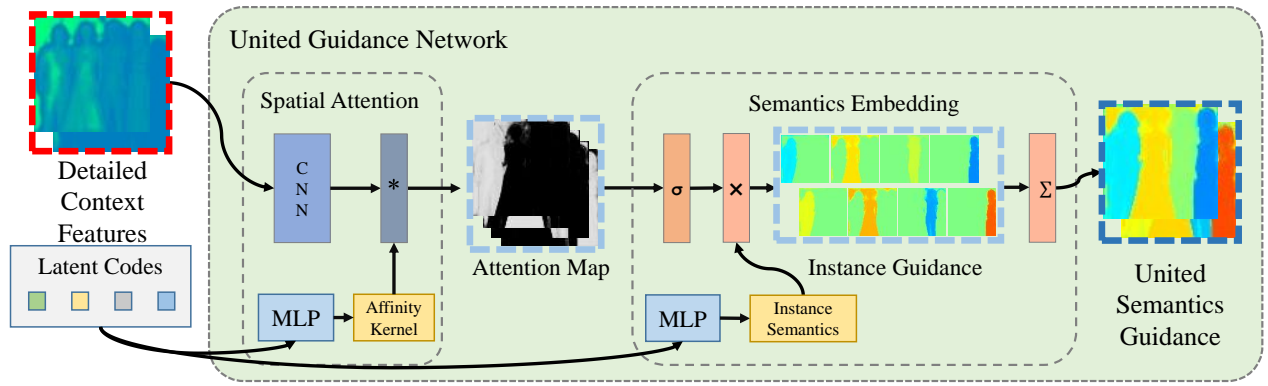 United Guidance Network
Spatial Attention
Semantics Embedding
C
N
N
*
σ
×
Σ
Detailed
Context
Features
Attention Map
Instance Guidance
United
Semantics
Guidance
Latent Codes
MLP
Affinity
Kernel
MLP
Instance
Semantics